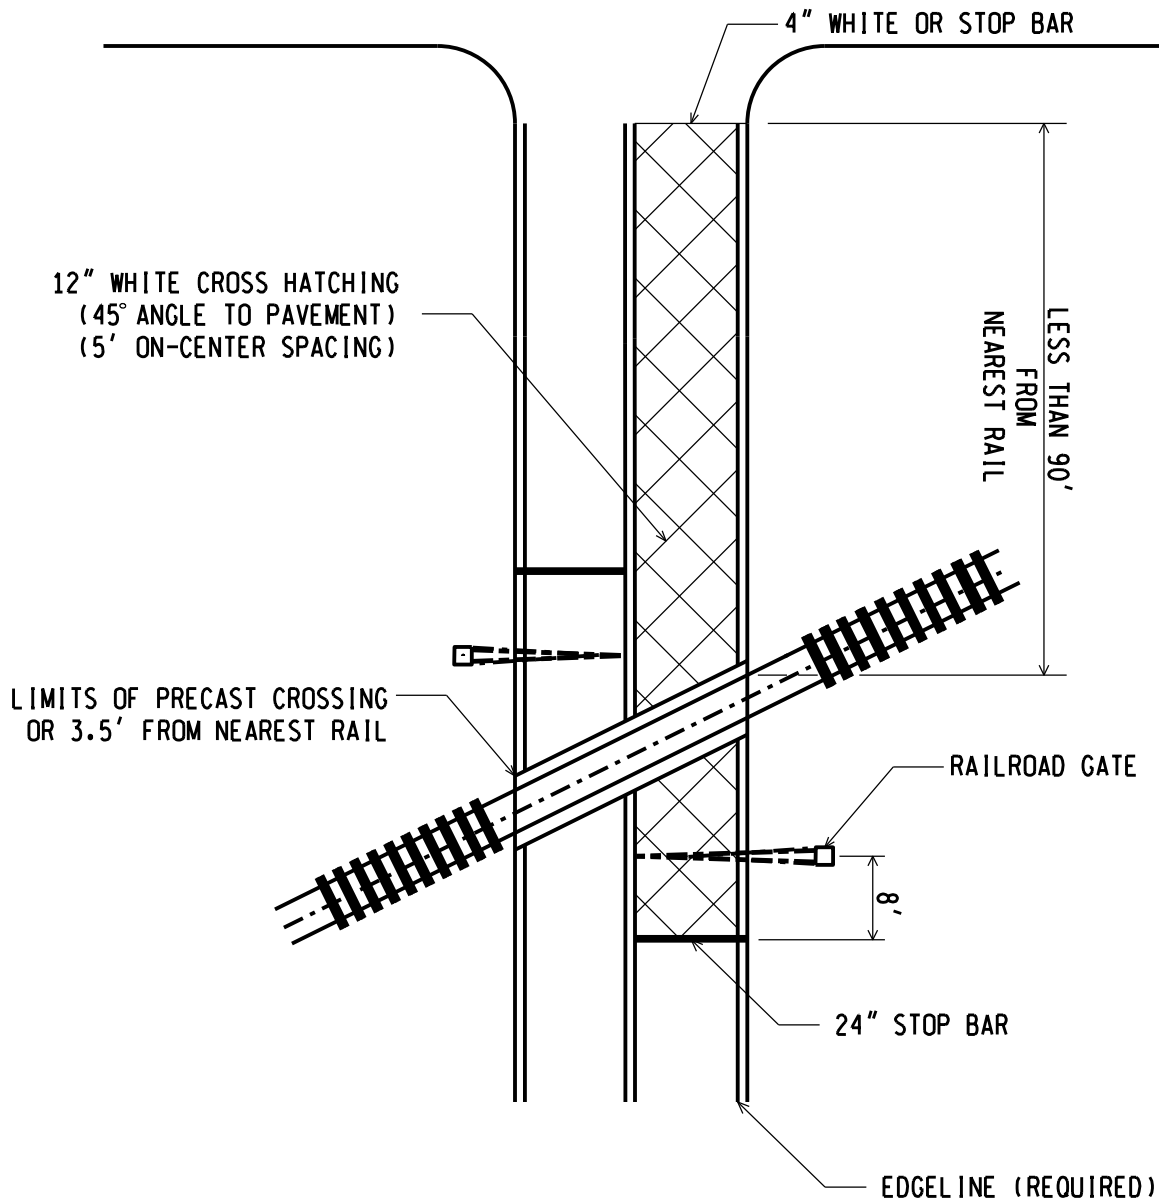 4" WHITE OR STOP BAR
12" WHITE CROSS HATCHING
(45° ANGLE TO PAVEMENT)
(5' ON-CENTER SPACING)
LESS THAN 90'
FROM
NEAREST RAIL
LIMITS OF PRECAST CROSSING
OR 3.5' FROM NEAREST RAIL
RAILROAD GATE
8'
24" STOP BAR
EDGELINE (REQUIRED)